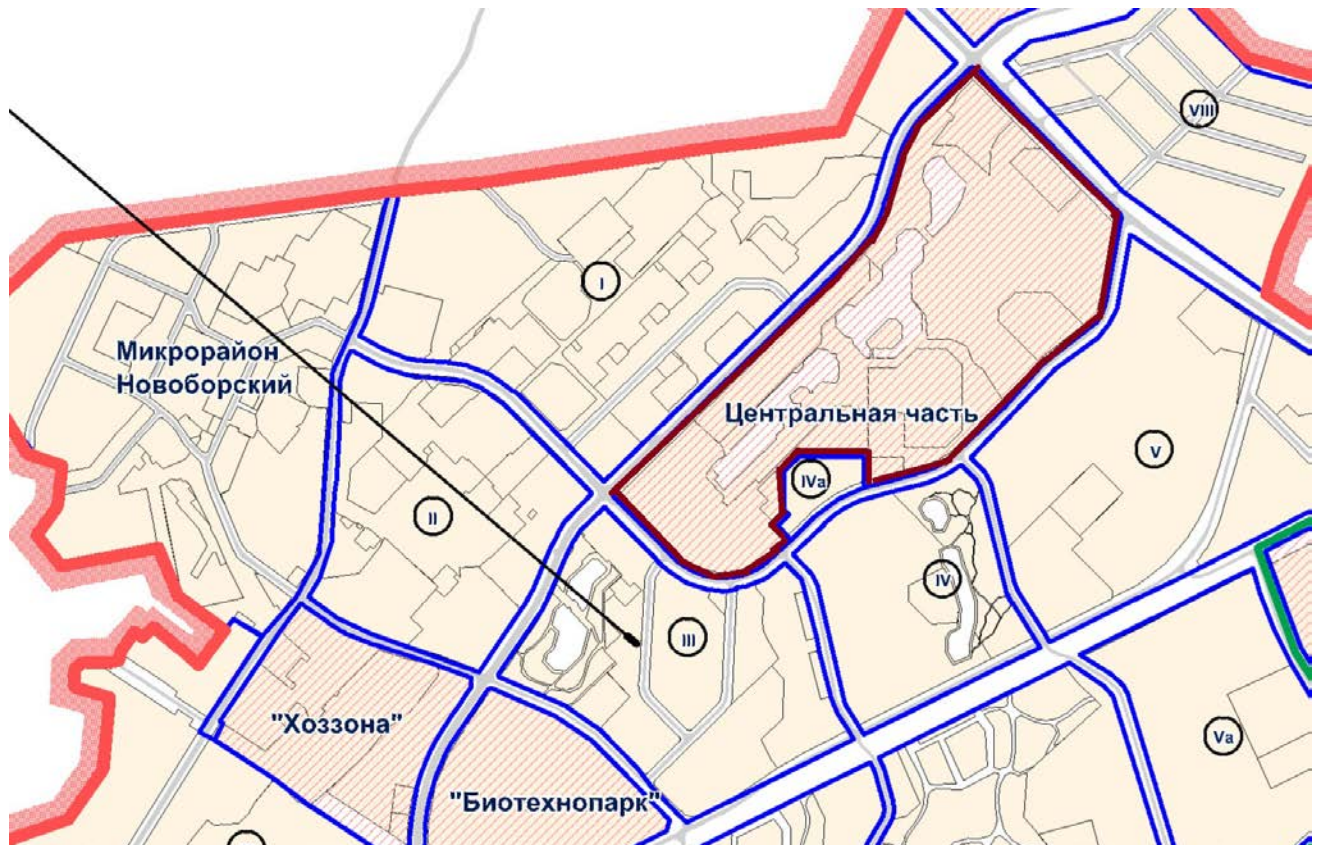 VIII
I
Микрорайон
Новоборский
Центральная часть
V
IVa
II
IV
III
"Хоззона"
Va
"Биотехнопарк"